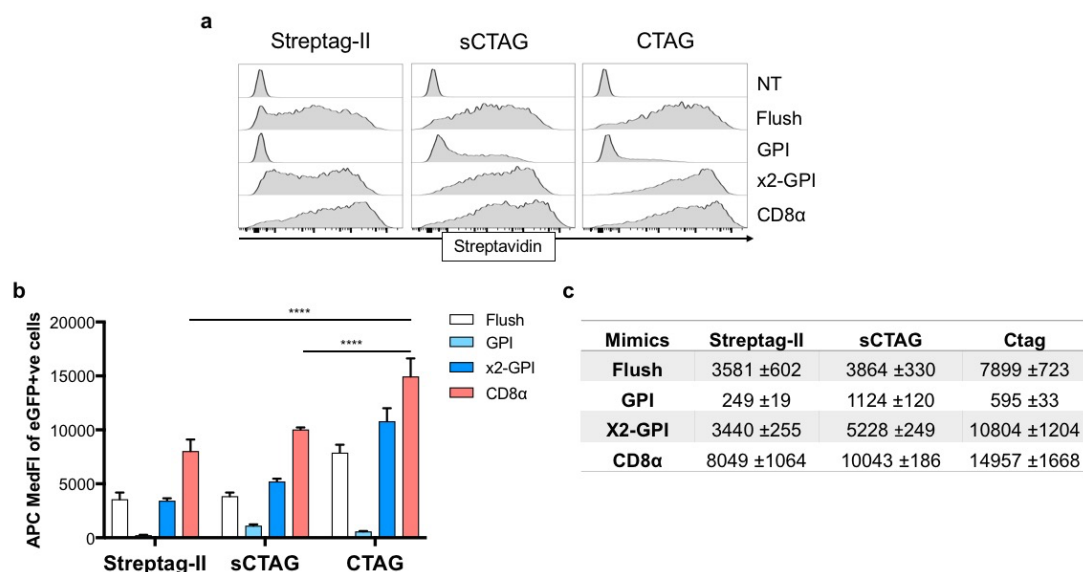 a
Streptag-II sCTAG CTAG
NT
Flush
GPI
x2-GPI
CD8α
Streptavidin
b
APC MedFI of eGFP+ve cells
20000
15000
10000
5000
0
****
****
Streptag-II sCTAG CTAG
Flush
GPI
x2-GPI
CD8α
c
Mimics Streptag-II sCTAG Ctag
Flush 3581 ±602 3864 ±330 7899 ±723
GPI 249 ±19 1124 ±120 595 ±33
X2-GPI 3440 ±255 5228 ±249 10804 ±1204
CD8α 8049 ±1064 10043 ±186 14957 ±1668